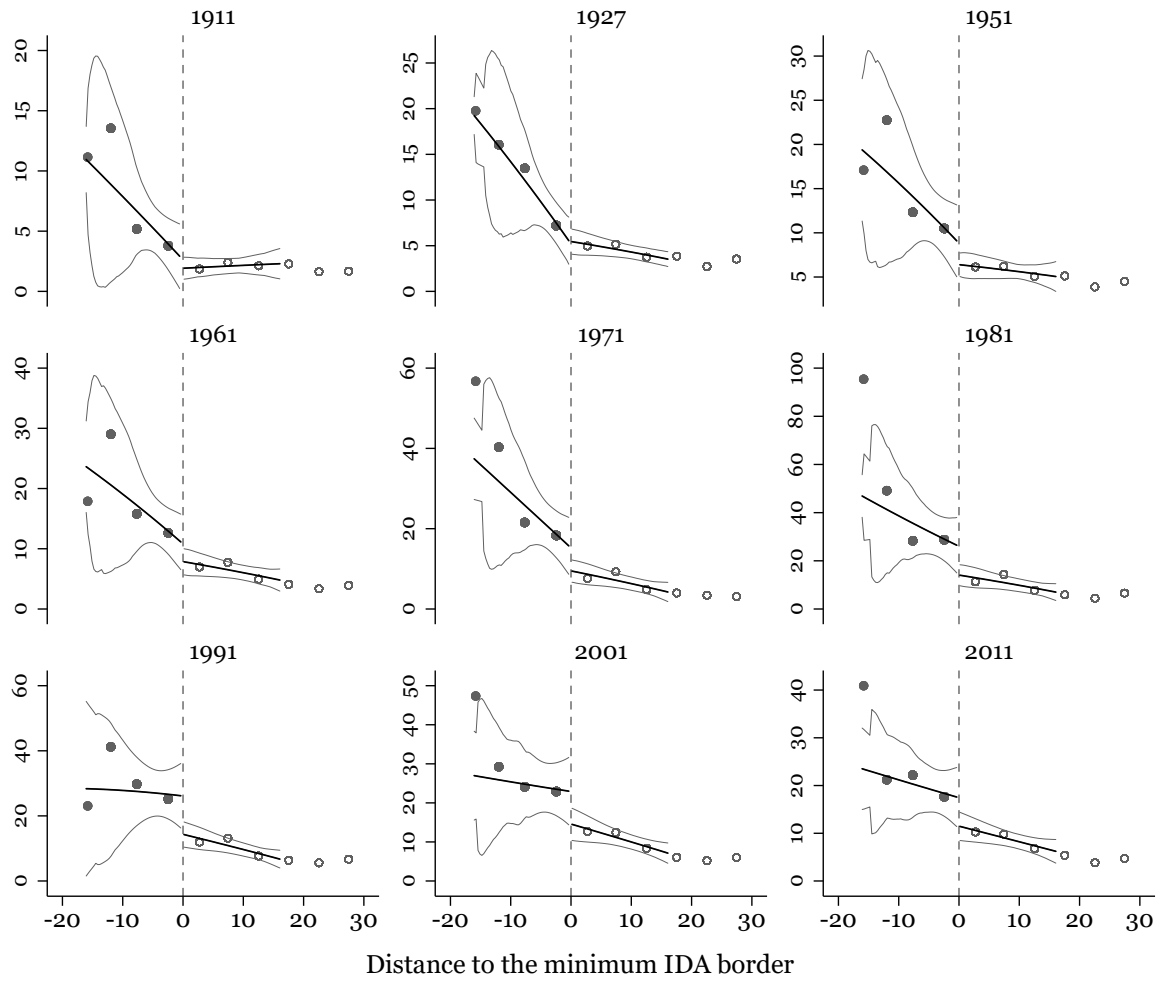 1911 1927 1951
0 5 10 15 20
0 5 10 15 20 25
5 10 15 20 25 30
1961 1971 1981
0 10 20 30 40
0 20 40 60
0 20 40 60 80 100
1991 2001 2011
0 20 40 60
0 10 20 30 40 50
0 10 20 30 40
-20 -10 0 10 20 30 -20 -10 0 10 20 30 -20 -10 0 10 20 30
Distance to the minimum IDA border